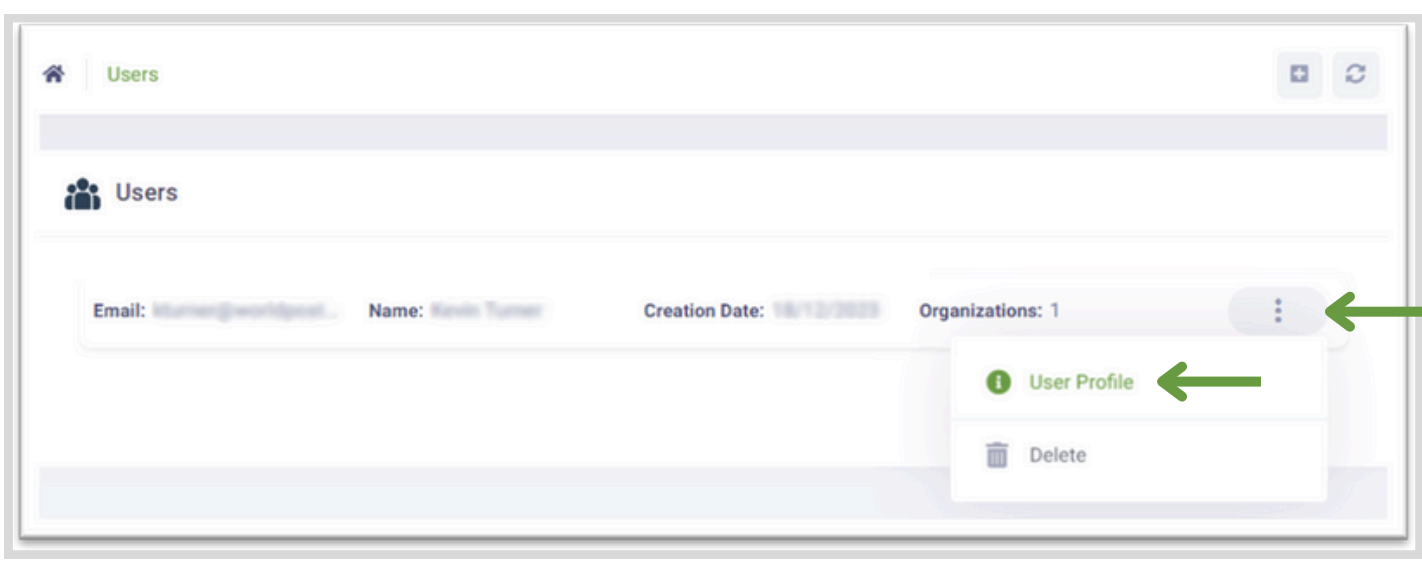 Users
Users
Email: Name: Creation Date: Organizations: 1
User Profile
Delete